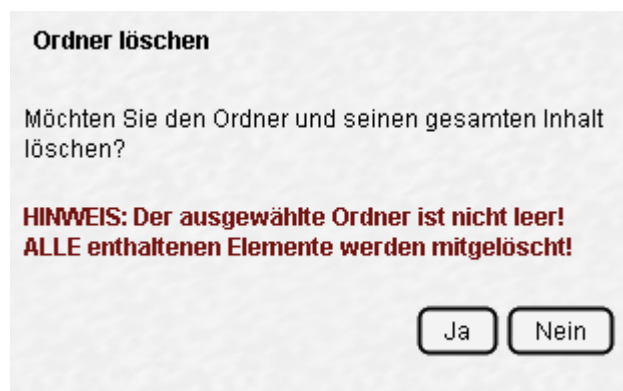 Ordner löschen
Möchten Sie den Ordner und seinen gesamten Inhalt
löschen?
HINWEIS: Der ausgewählte Ordner ist nicht leer!
ALLE enthaltenen Elemente werden mitgelöscht!
Ja Nein